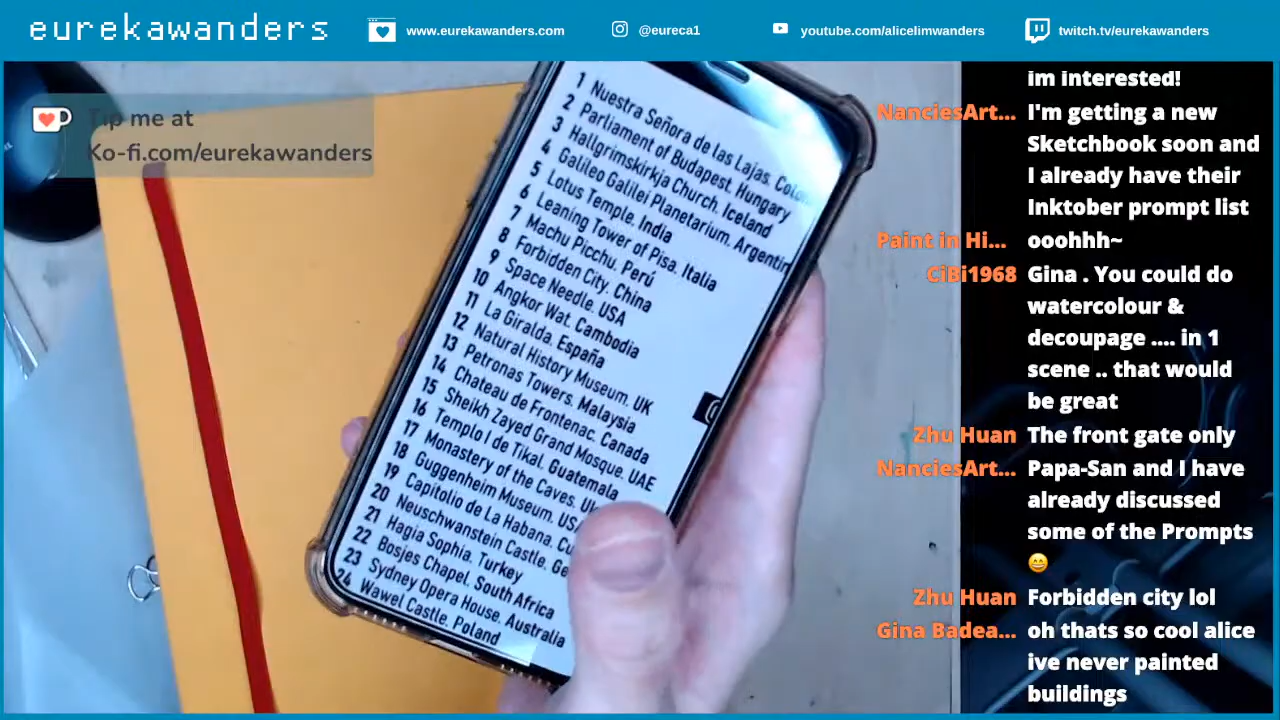 eurekawanders
www.eurekawanders.com
@eureca1
youtube.com/alicelimwanders
twitch.tv/eurekawanders
Tip me at
Ko-fi.com/eurekawanders
1 Nuestra Señora de las Lajas.
2 Parliament of Budapest. Hungary
3 Hallgrimskirkja Church. Iceland
4 Galileo Galilei Planetarium. Argentin
5 Lotus Temple. India
6 Leaning Tower of Pisa. Italia
7 Machu Picchu. Perú
8 Forbidden City. China
9 Space Needle. USA
10 Angkor Wat. Cambodia
11 La Giralda. España
12 Natural History Museum. UK
13 Petronas Towers. Malaysia
14 Chateau de Frontenac. Canada
15 Sheikh Zayed Grand Mosque. UAE
16 Templo I de Tikal. Guatemala
17 Monastery of the Caves.
18 Guggenheim Museum. US
19 Capitolio de La Habana. Cu
20 Neuschwanstein Castle. Ge
21 Hagia Sophia. Turkey
22 Bosjes Chapel. South Africa
23 Sydney Opera House. Australia
24 Wawel Castle. Poland
im interested!
NanciesArt... I'm getting a new
Sketchbook soon and
I already have their
Inktober prompt list
Paint in Hi... ooohhh~
CiBi1968 Gina . You could do
watercolour &
decoupage .... in 1
scene .. that would
be great
Zhu Huan The front gate only
NanciesArt... Papa-San and I have
already discussed
some of the Prompts
😄
Zhu Huan Forbidden city lol
Gina Badea... oh thats so cool alice
ive never painted
buildings